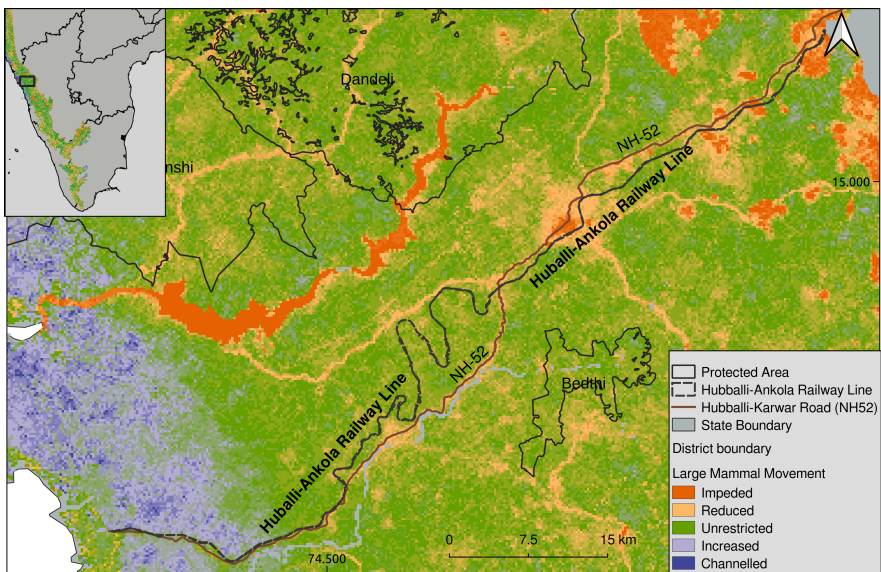 Dandeli
nshi
NH-52
15.000
Huballi-Ankola Railway Line
NH-52
Bedthi
Huballi-Ankola Railway Line
74.500
0 7.5 15 km
Protected Area
Hubballi-Ankola Railway Line
Hubballi-Karwar Road (NH52)
State Boundary
District boundary
Large Mammal Movement
Impeded
Reduced
Unrestricted
Increased
Channelled